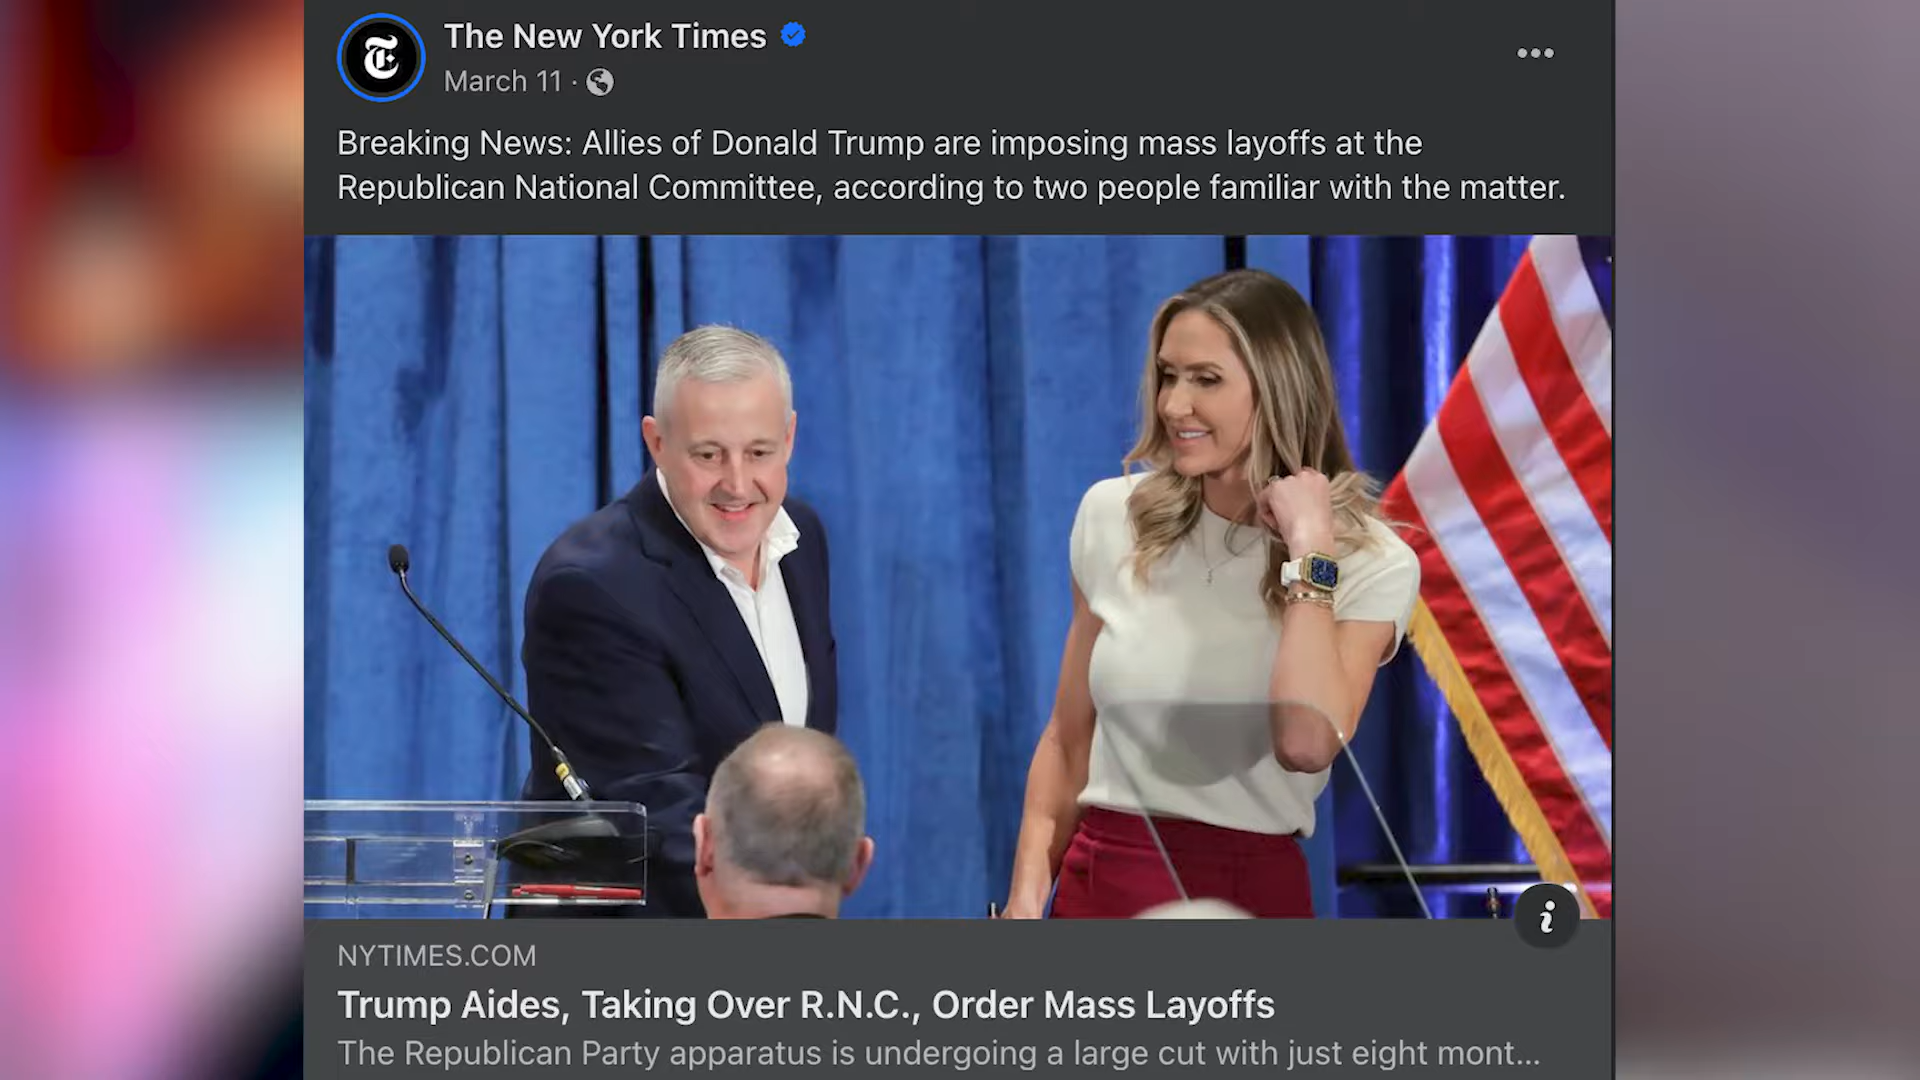 The New York Times
March 11 ·
Breaking News: Allies of Donald Trump are imposing mass layoffs at the
Republican National Committee, according to two people familiar with the matter.
NYTIMES.COM
Trump Aides, Taking Over R.N.C., Order Mass Layoffs
The Republican Party apparatus is undergoing a large cut with just eight mont...